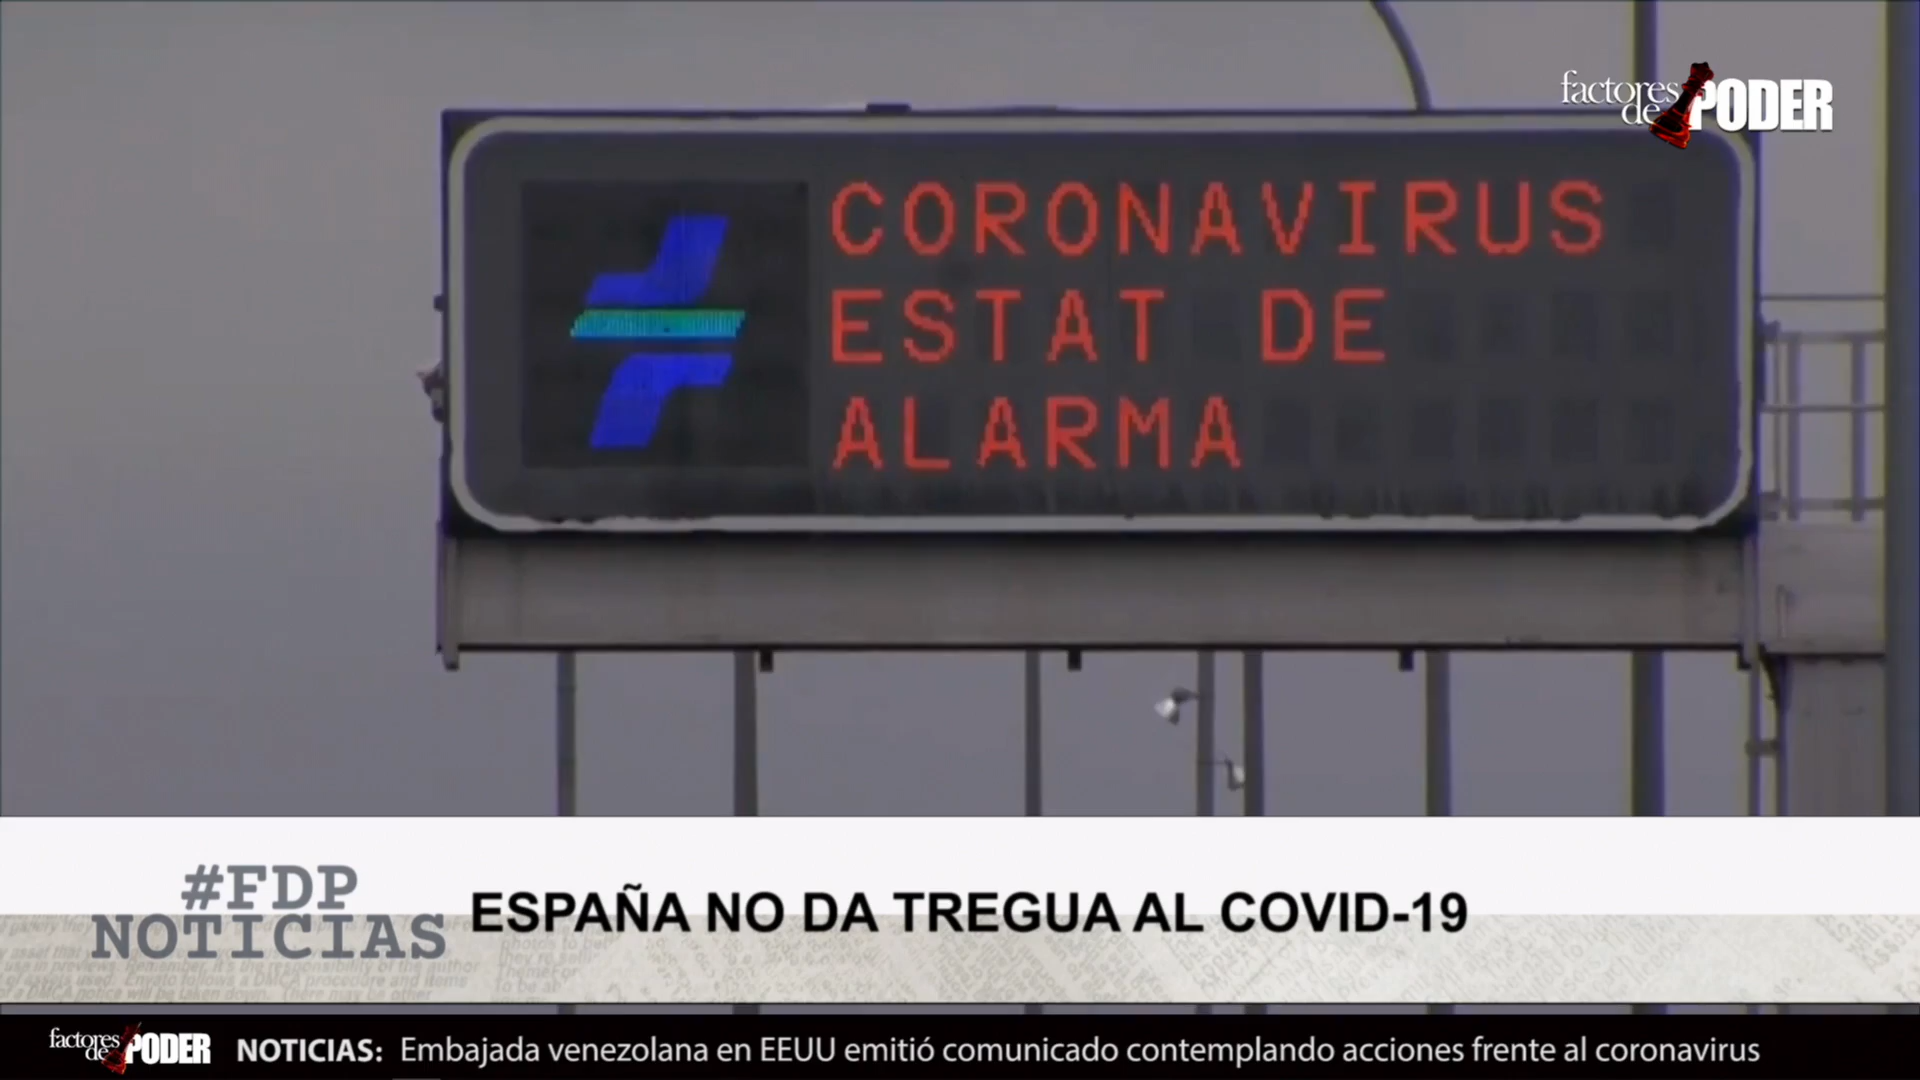 factores
de PODER
CORONAVIRUS
ESTAT DE
ALARMA
#FDP
NOTICIAS
ESPAÑA NO DA TREGUA AL COVID-19
factores
de PODER
NOTICIAS: Embajada venezolana en EEUU emitió comunicado contemplando acciones frente al coronavirus